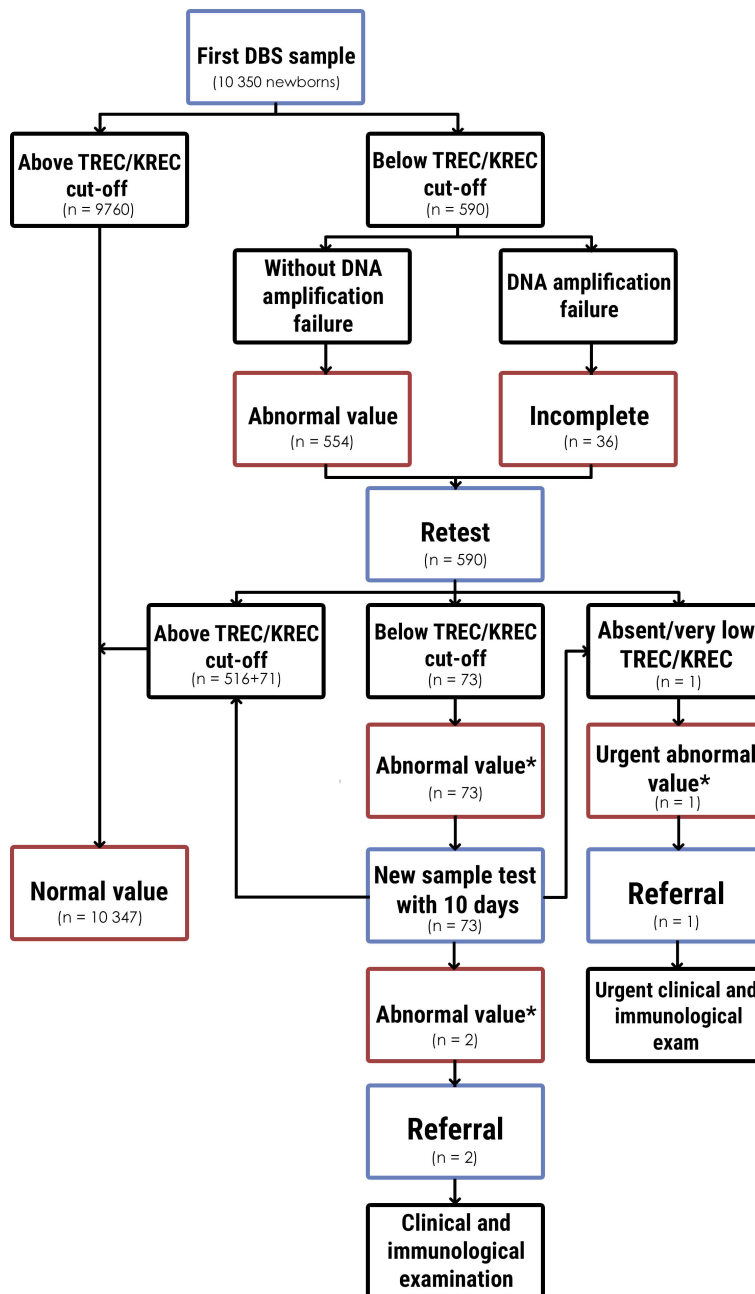 First DBS sample
(10 350 newborns)
Above TREC/KREC
cut-off
(n = 9760)
Below TREC/KREC
cut-off
(n = 590)
Without DNA
amplification
failure
DNA amplification
failure
Abnormal value
(n = 554)
Incomplete
(n = 36)
Retest
(n = 590)
Above TREC/KREC
cut-off
(n = 516+71)
Below TREC/KREC
cut-off
(n = 73)
Absent/very low
TREC/KREC
(n = 1)
Abnormal value*
(n = 73)
Urgent abnormal
value*
(n = 1)
Normal value
(n = 10 347)
New sample test
with 10 days
(n = 73)
Referral
(n = 1)
Abnormal value*
(n = 2)
Urgent clinical and
immunological
exam
Referral
(n = 2)
Clinical and
immunological
examination